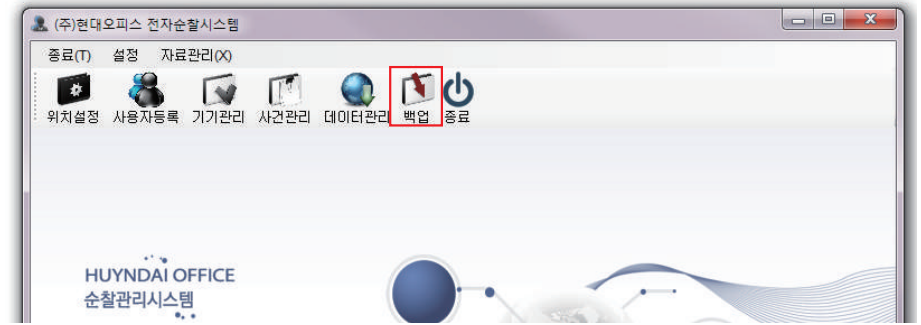 (주)현대오피스 전자순찰시스템
종료(T) 설정 자료관리(X)
위치설정 사용자등록 기기관리 사건관리 데이터관리 백업 종료
HUYNDAI OFFICE
순찰관리시스템